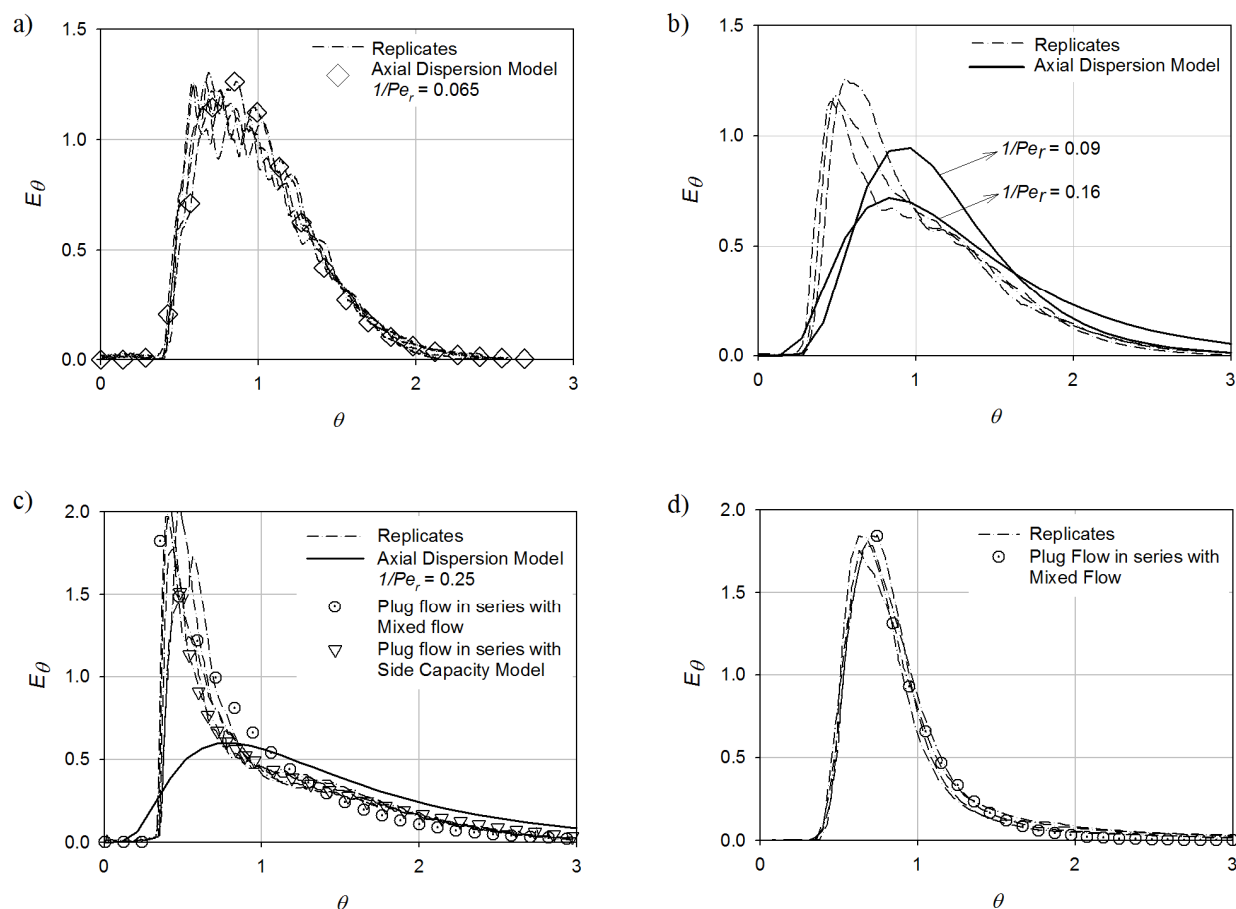 a)
1.5
1.0
0.5
0.0
0
1
2
3
Eθ
θ
Replicates
Axial Dispersion Model
1/Pe_r = 0.065
b)
1.5
1.0
0.5
0.0
0
1
2
3
Eθ
θ
Replicates
Axial Dispersion Model
1/Pe_r = 0.09
1/Pe_r = 0.16
c)
2.0
1.5
1.0
0.5
0.0
0
1
2
3
Eθ
θ
Replicates
Axial Dispersion Model
1/Pe_r = 0.25
Plug flow in series with
Mixed flow
Plug flow in series with
Side Capacity Model
d)
2.0
1.5
1.0
0.5
0.0
0
1
2
3
Eθ
θ
Replicates
Plug Flow in series with
Mixed Flow